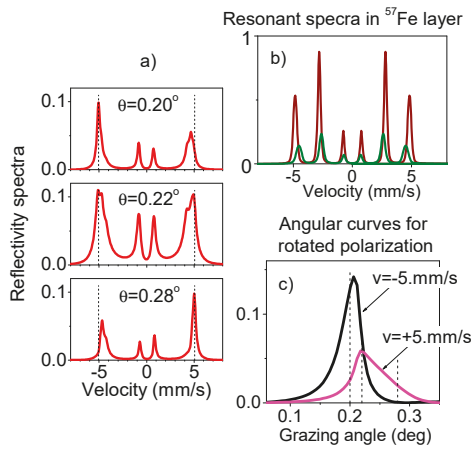 a)
θ=0.20°
0.1
0.0
θ=0.22°
0.1
0.0
θ=0.28°
0.1
0.0
-5 0 5
Velocity (mm/s)
Reflectivity spectra
Resonant spectra in ⁵⁷Fe layer
b)
1
0.5
0
-5 0 5
Velocity (mm/s)
Angular curves for
rotated polarization
c)
v=-5.mm/s
v=+5.mm/s
0.1
0.0
0.1 0.2 0.3
Grazing angle (deg)